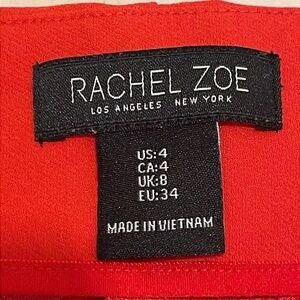 RACHEL ZOE
LOS ANGELES NEW YORK
US:4
CA:4
UK:8
EU:34
MADE IN VIETNAM